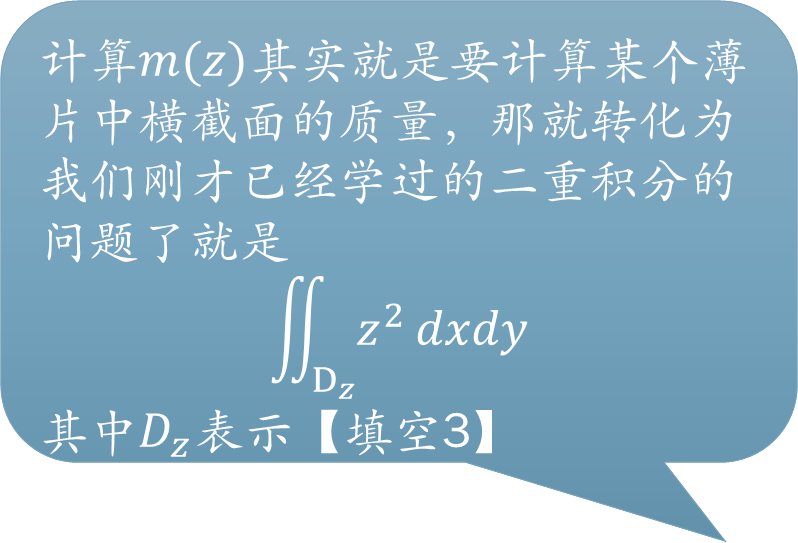 计算m(z)其实就是要计算某个薄
片中横截面的质量，那就转化为
我们刚才已经学过的二重积分的
问题了就是
∬_{D_z} z² dxdy
其中D_z表示【填空3】